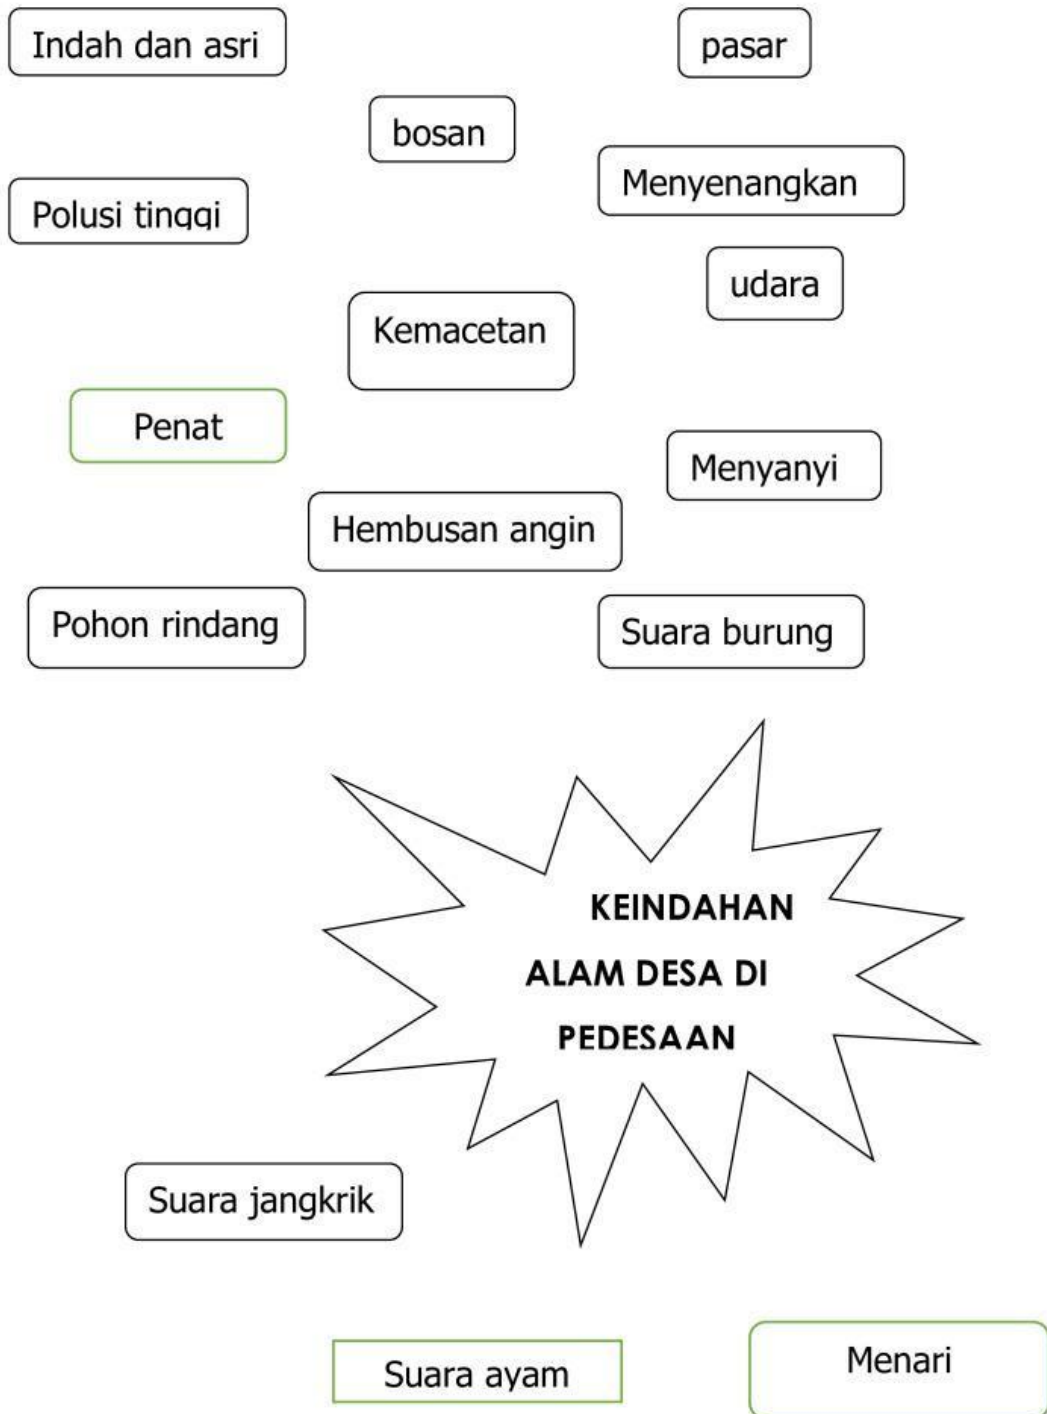 Indah dan asri
pasar
bosan
Menyenangkan
Polusi tinggi
udara
Kemacetan
Penat
Menyanyi
Hembusan angin
Pohon rindang
Suara burung
KEINDAHAN
ALAM DESA DI
PEDESAAN
Suara jangkrik
Suara ayam
Menari